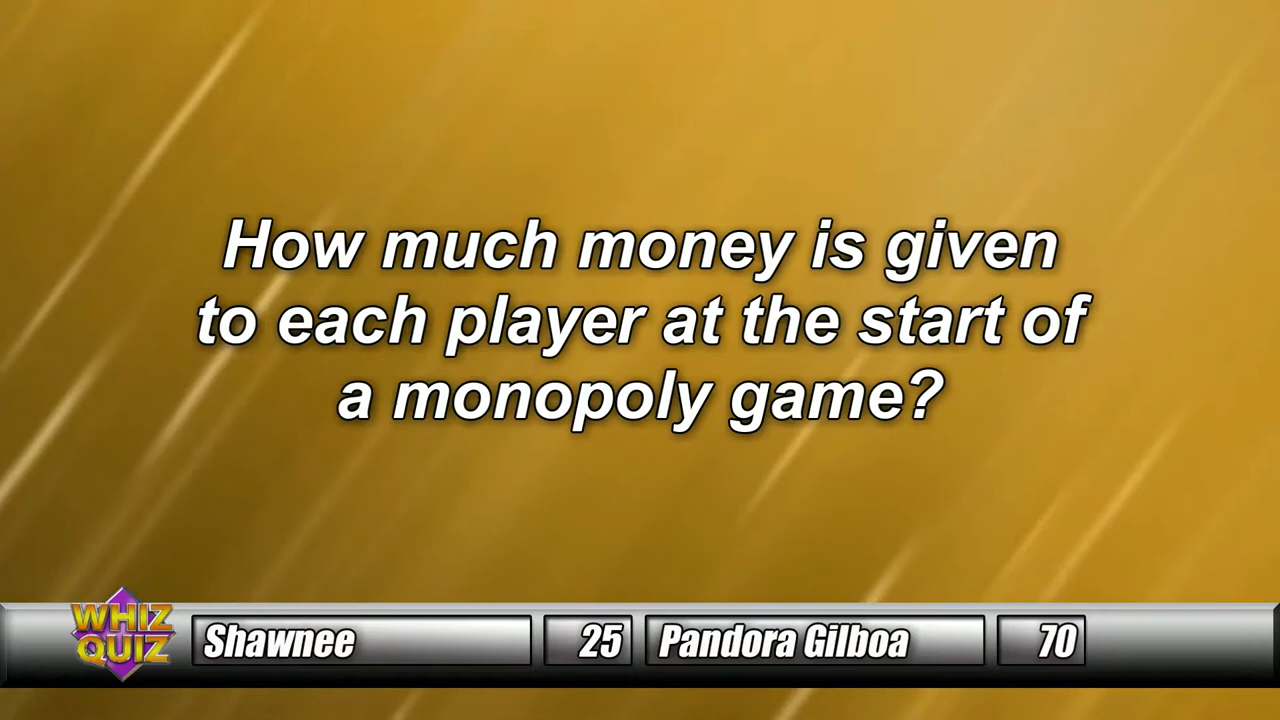 How much money is given
to each player at the start of
a monopoly game?
WHIZ
QUIZ
Shawnee 25 Pandora Gilboa 70